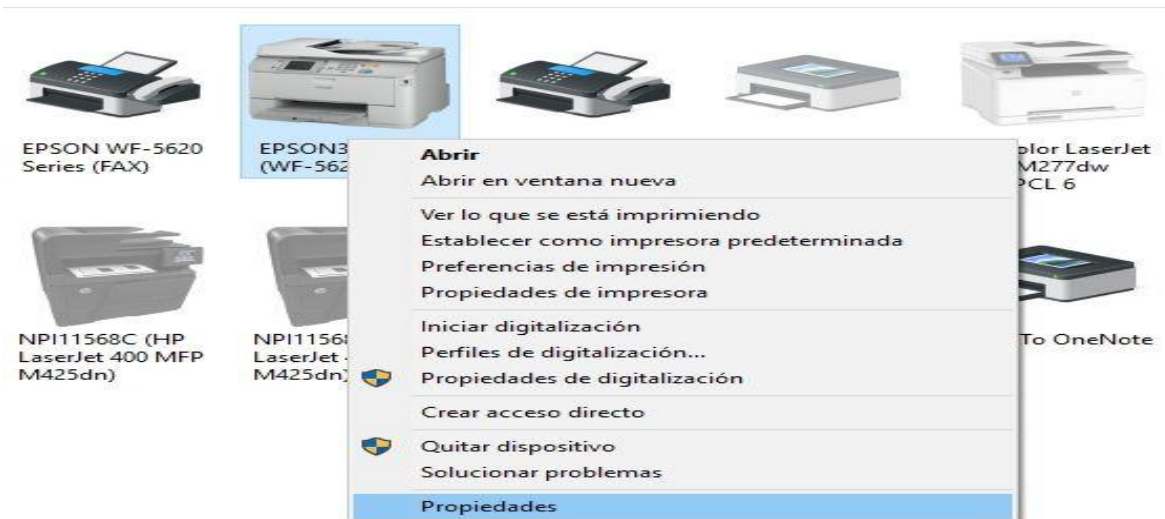 EPSON WF-5620
Series (FAX)
EPSON3
(WF-562
olor LaserJet
M277dw
PCL 6
Abrir
Abrir en ventana nueva
Ver lo que se está imprimiendo
Establecer como impresora predeterminada
Preferencias de impresión
Propiedades de impresora
Iniciar digitalización
Perfiles de digitalización...
Propiedades de digitalización
Crear acceso directo
Quitar dispositivo
Solucionar problemas
Propiedades
NPI11568C (HP
LaserJet 400 MFP
M425dn)
NPI1156
LaserJet
M425dn)
To OneNote